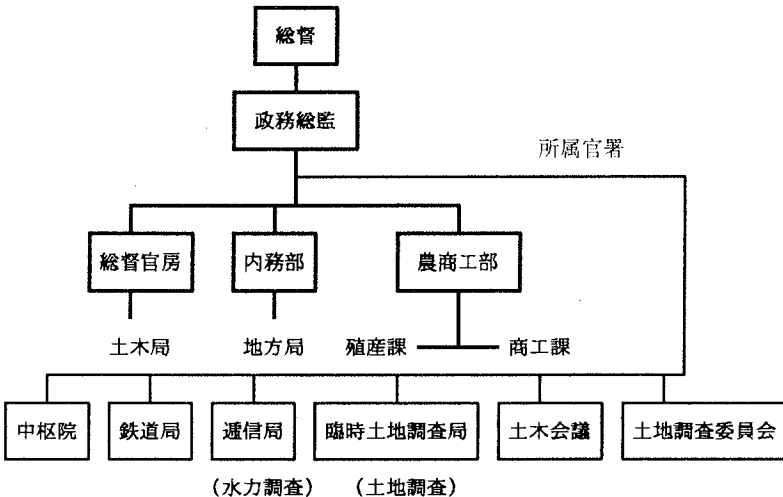 総督
政務総監
所属官署
総督官房
内務部
農商工部
土木局
地方局
殖産課
商工課
中枢院
鉄道局
逓信局
臨時土地調査局
土木会議
土地調査委員会
(水力調査)
(土地調査)